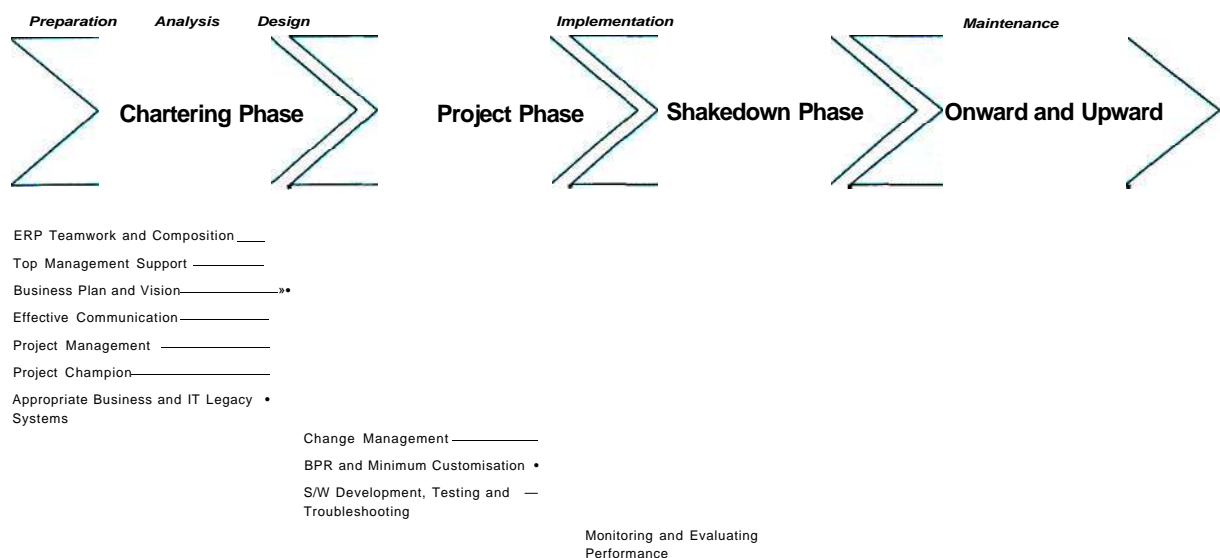 Preparation Analysis Design Implementation Maintenance
Chartering Phase Project Phase Shakedown Phase Onward and Upward
ERP Teamwork and Composition
Top Management Support
Business Plan and Vision
Effective Communication
Project Management
Project Champion
Appropriate Business and IT Legacy
Systems
Change Management
BPR and Minimum Customisation
S/W Development, Testing and
Troubleshooting
Monitoring and Evaluating
Performance